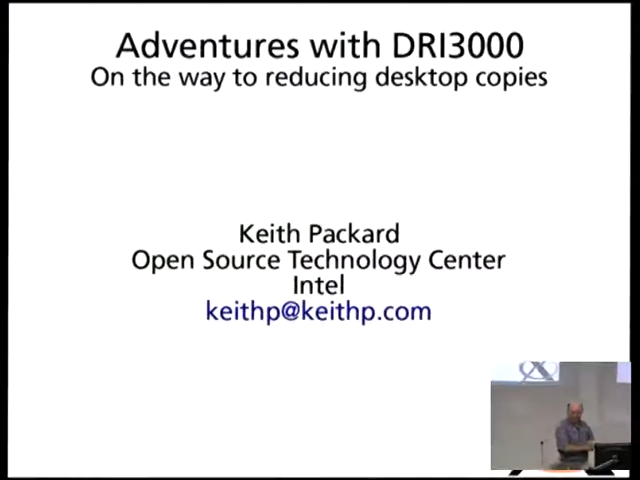 Adventures with DRI3000
On the way to reducing desktop copies
Keith Packard
Open Source Technology Center
Intel
keithp@keithp.com